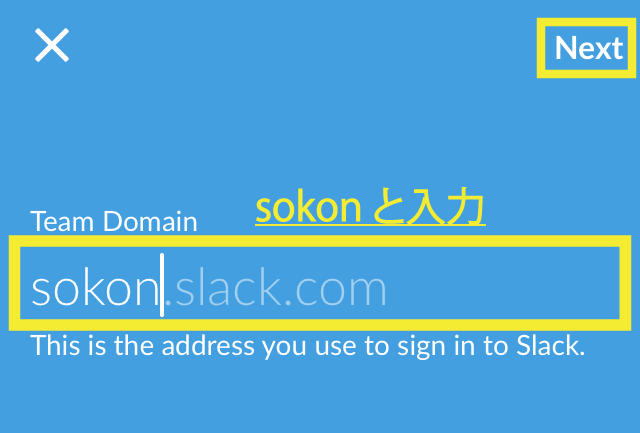 Next
sokon と入力
Team Domain
sokon.slack.com
This is the address you use to sign in to Slack.